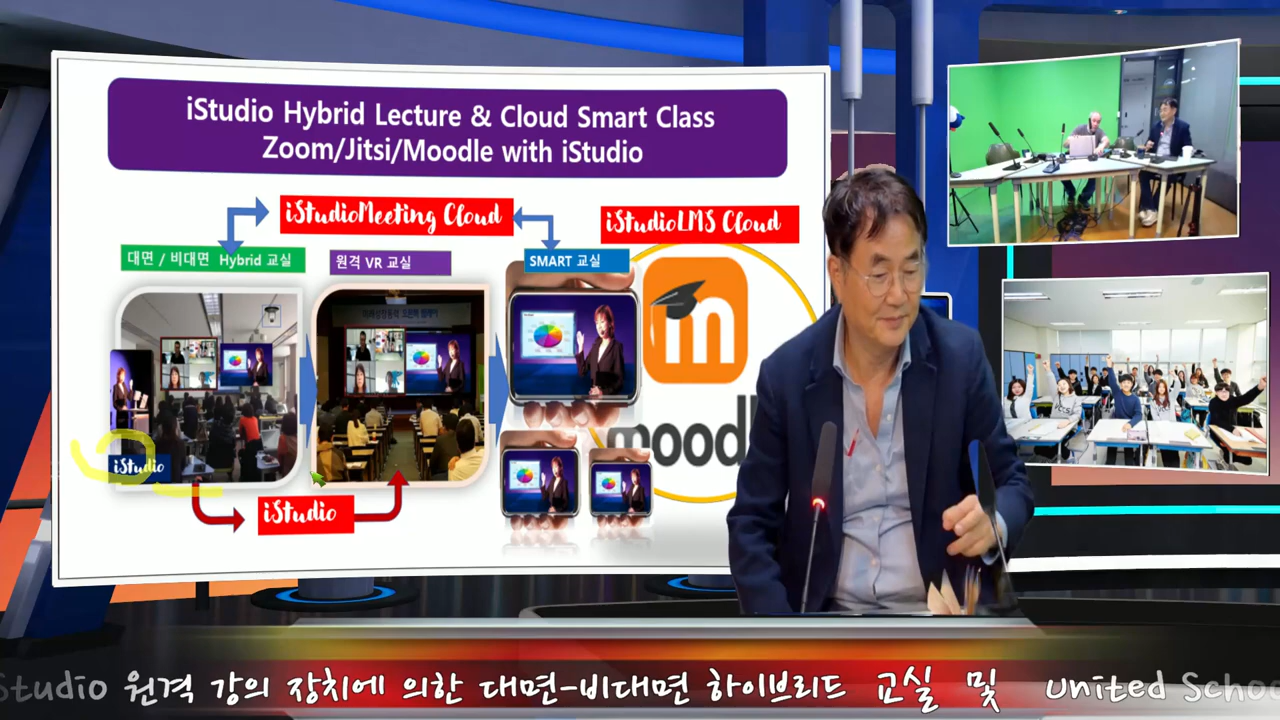 iStudio Hybrid Lecture & Cloud Smart Class
Zoom/Jitsi/Moodle with iStudio
iStudioMeeting Cloud
iStudioLMS Cloud
대면 / 비대면 Hybrid 교실
원격 VR 교실
SMART 교실
m
mood
iStudio
iStudio
Studio 원격 강의 장치에 의한 대면-비대면 하이브리드 교실 및 United Schoo